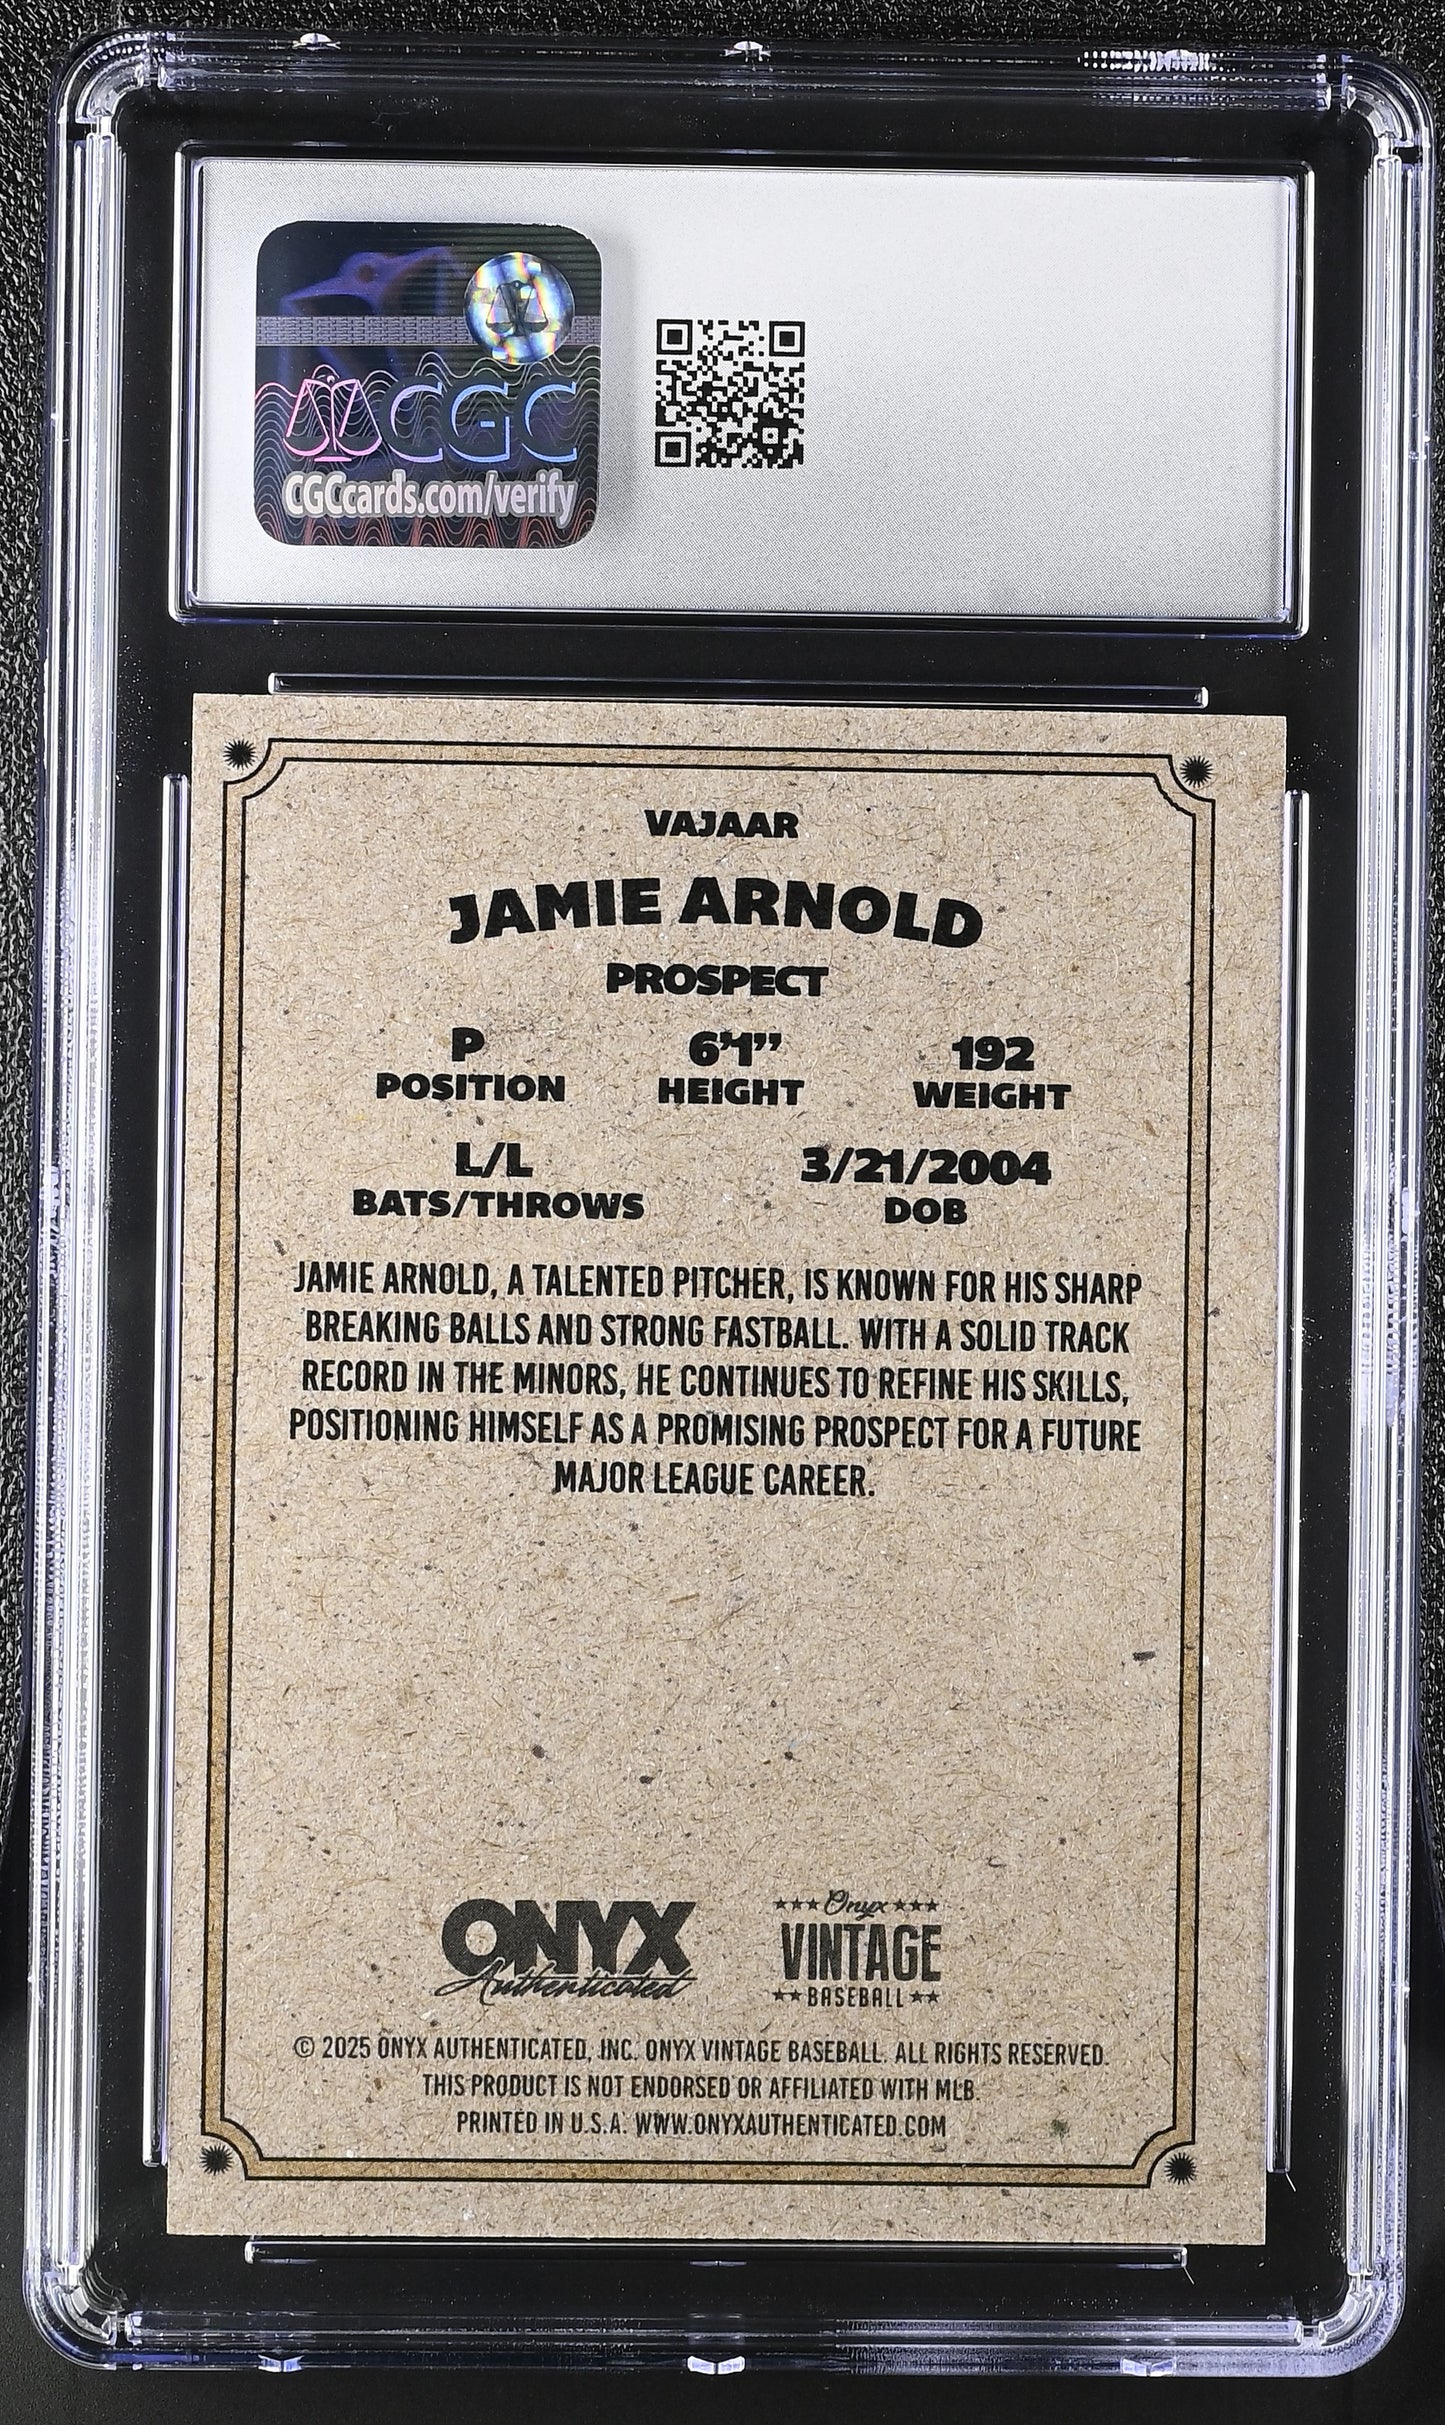 CGC
CGCcards.com/verify
VAJAAR
JAMIE ARNOLD
PROSPECT
P 6'1" 192
POSITION HEIGHT WEIGHT
L/L 3/21/2004
BATS/THROWS DOB
JAMIE ARNOLD, A TALENTED PITCHER, IS KNOWN FOR HIS SHARP
BREAKING BALLS AND STRONG FASTBALL. WITH A SOLID TRACK
RECORD IN THE MINORS, HE CONTINUES TO REFINE HIS SKILLS,
POSITIONING HIMSELF AS A PROMISING PROSPECT FOR A FUTURE
MAJOR LEAGUE CAREER.
ONYX
Authenticated
Onyx
VINTAGE
BASEBALL
© 2025 ONYX AUTHENTICATED, INC. ONYX VINTAGE BASEBALL. ALL RIGHTS RESERVED.
THIS PRODUCT IS NOT ENDORSED OR AFFILIATED WITH MLB.
PRINTED IN U.S.A. WWW.ONYXAUTHENTICATED.COM